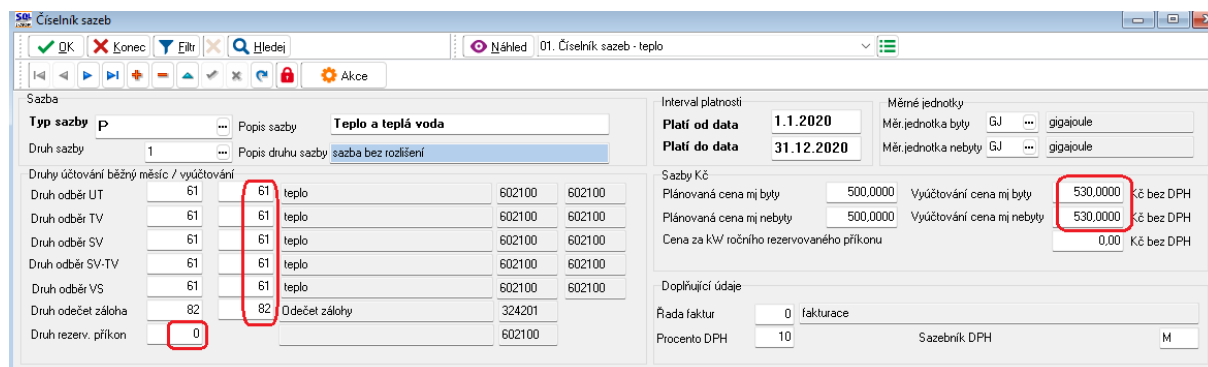 SQL Číselník sazeb
OK Konec Filtr Hledej Náhled 01. Číselník sazeb - teplo
Akce
Sazba
Typ sazby P ... Popis sazby Teplo a teplá voda
Druh sazby 1 ... Popis druhu sazby sazba bez rozlišení
Druhy účtování běžný měsíc / vyúčtování
Druh odběr UT 61 61 teplo 602100 602100
Druh odběr TV 61 61 teplo 602100 602100
Druh odběr SV 61 61 teplo 602100 602100
Druh odběr SV-TV 61 61 teplo 602100 602100
Druh odběr VS 61 61 teplo 602100 602100
Druh odečet záloha 82 82 Odečet zálohy 324201
Druh rezerv. příkon 0 602100
Interval platnosti
Platí od data 1.1.2020
Platí do data 31.12.2020
Měrné jednotky
Měr.jednotka byty GJ ... gigajoule
Měr.jednotka nebyty GJ ... gigajoule
Sazby Kč
Plánovaná cena mj byty 500,0000 Vyúčtování cena mj byty 530,0000 Kč bez DPH
Plánovaná cena mj nebyty 500,0000 Vyúčtování cena mj nebyty 530,0000 Kč bez DPH
Cena za kW ročního rezervovaného příkonu 0,00 Kč bez DPH
Doplňující údaje
Řada faktur 0 fakturace
Procento DPH 10 Sazebník DPH M